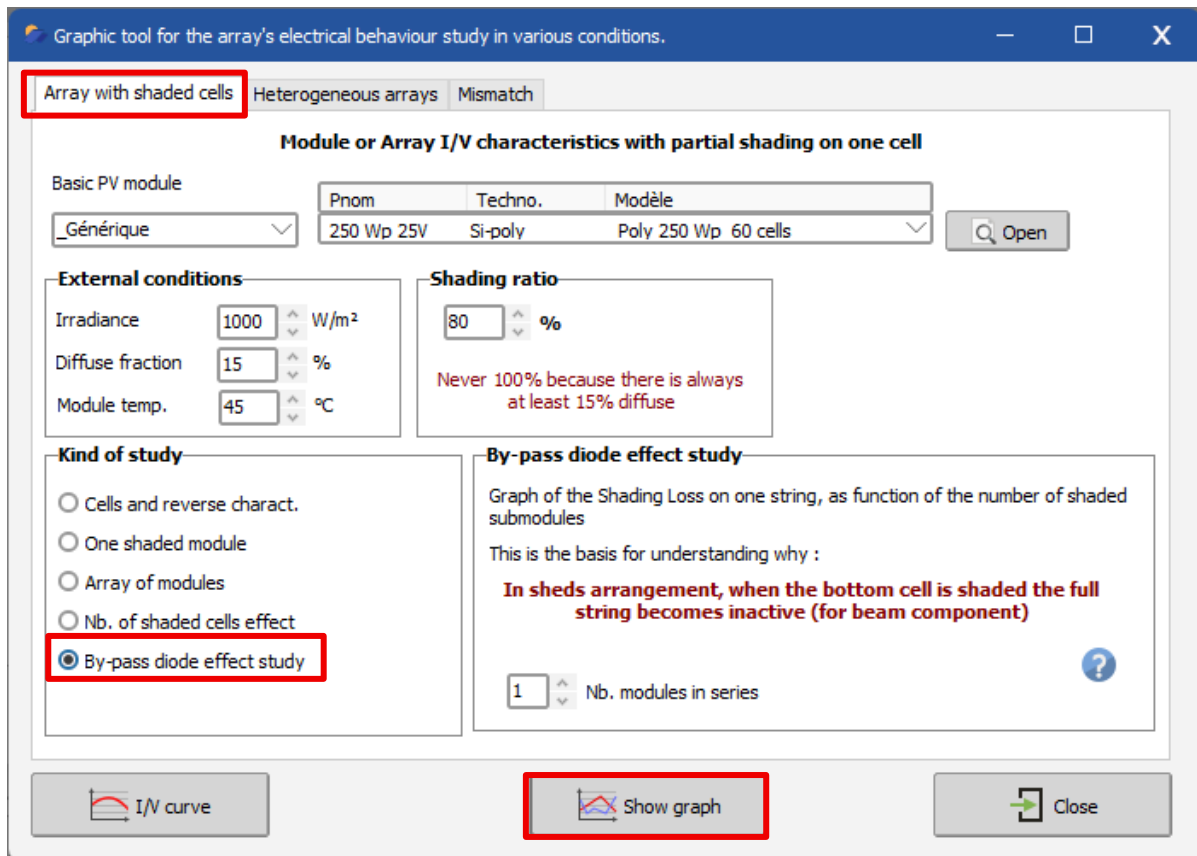 Graphic tool for the array's electrical behaviour study in various conditions.
Array with shaded cells Heterogeneous arrays Mismatch
Module or Array I/V characteristics with partial shading on one cell
Basic PV module
Pnom Techno. Modèle
_Générique 250 Wp 25V Si-poly Poly 250 Wp 60 cells Open
External conditions
Irradiance 1000 W/m²
Diffuse fraction 15 %
Module temp. 45 ºC
Shading ratio
80 %
Never 100% because there is always
at least 15% diffuse
Kind of study
Cells and reverse charact.
One shaded module
Array of modules
Nb. of shaded cells effect
By-pass diode effect study
By-pass diode effect study
Graph of the Shading Loss on one string, as function of the number of shaded
submodules
This is the basis for understanding why :
In sheds arrangement, when the bottom cell is shaded the full
string becomes inactive (for beam component)
?
1 Nb. modules in series
I/V curve Show graph Close